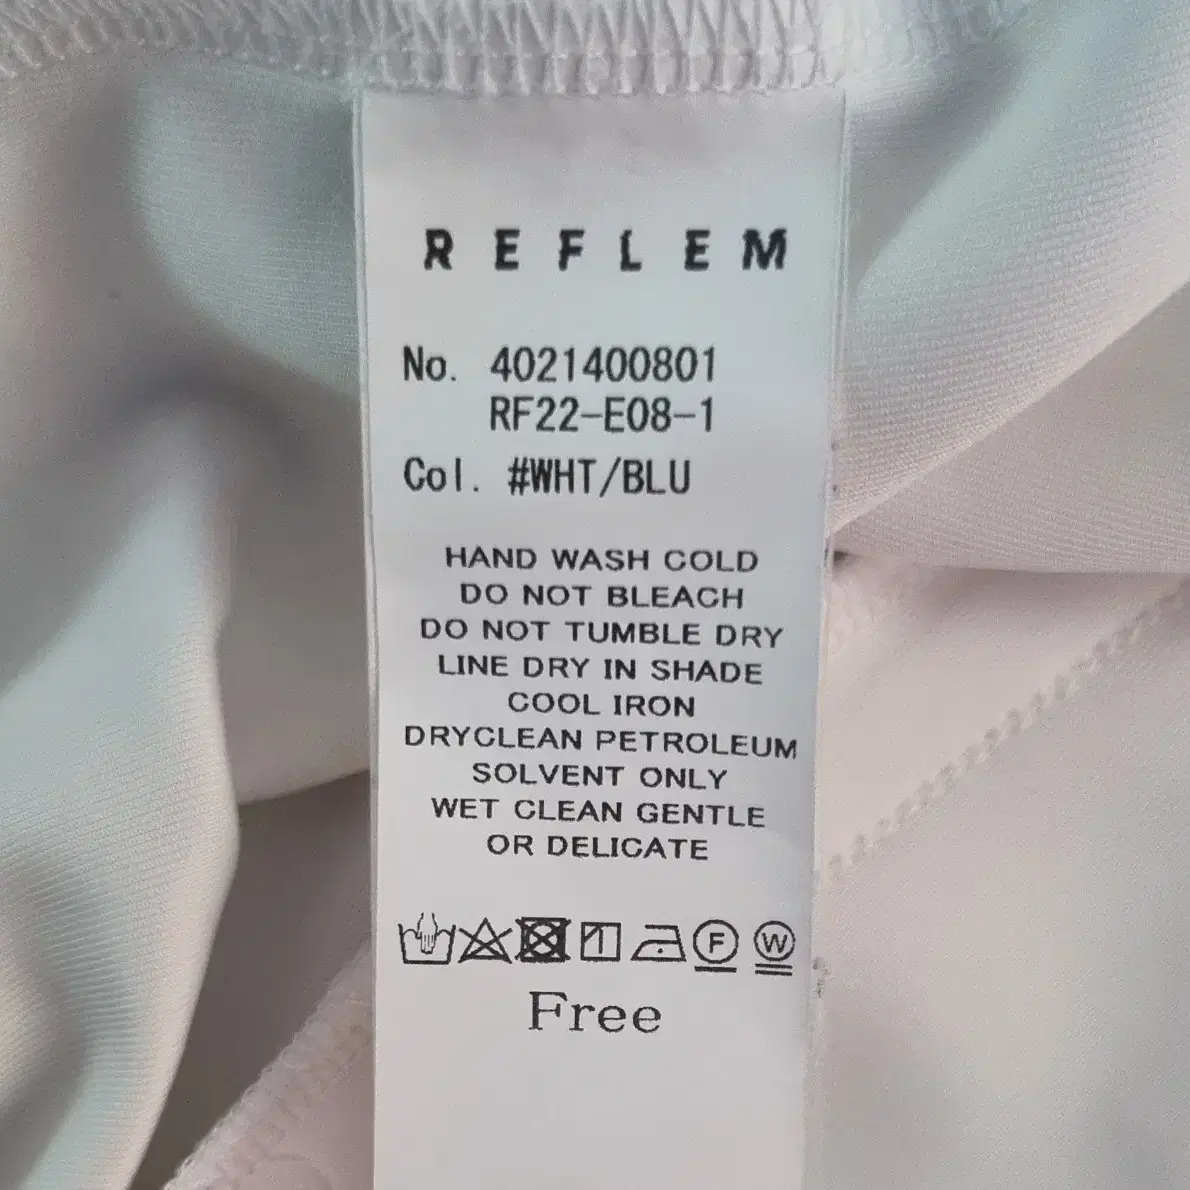 REFLEM
No. 4021400801
RF22-E08-1
Col. #WHT/BLU
HAND WASH COLD
DO NOT BLEACH
DO NOT TUMBLE DRY
LINE DRY IN SHADE
COOL IRON
DRYCLEAN PETROLEUM
SOLVENT ONLY
WET CLEAN GENTLE
OR DELICATE
F W
Free